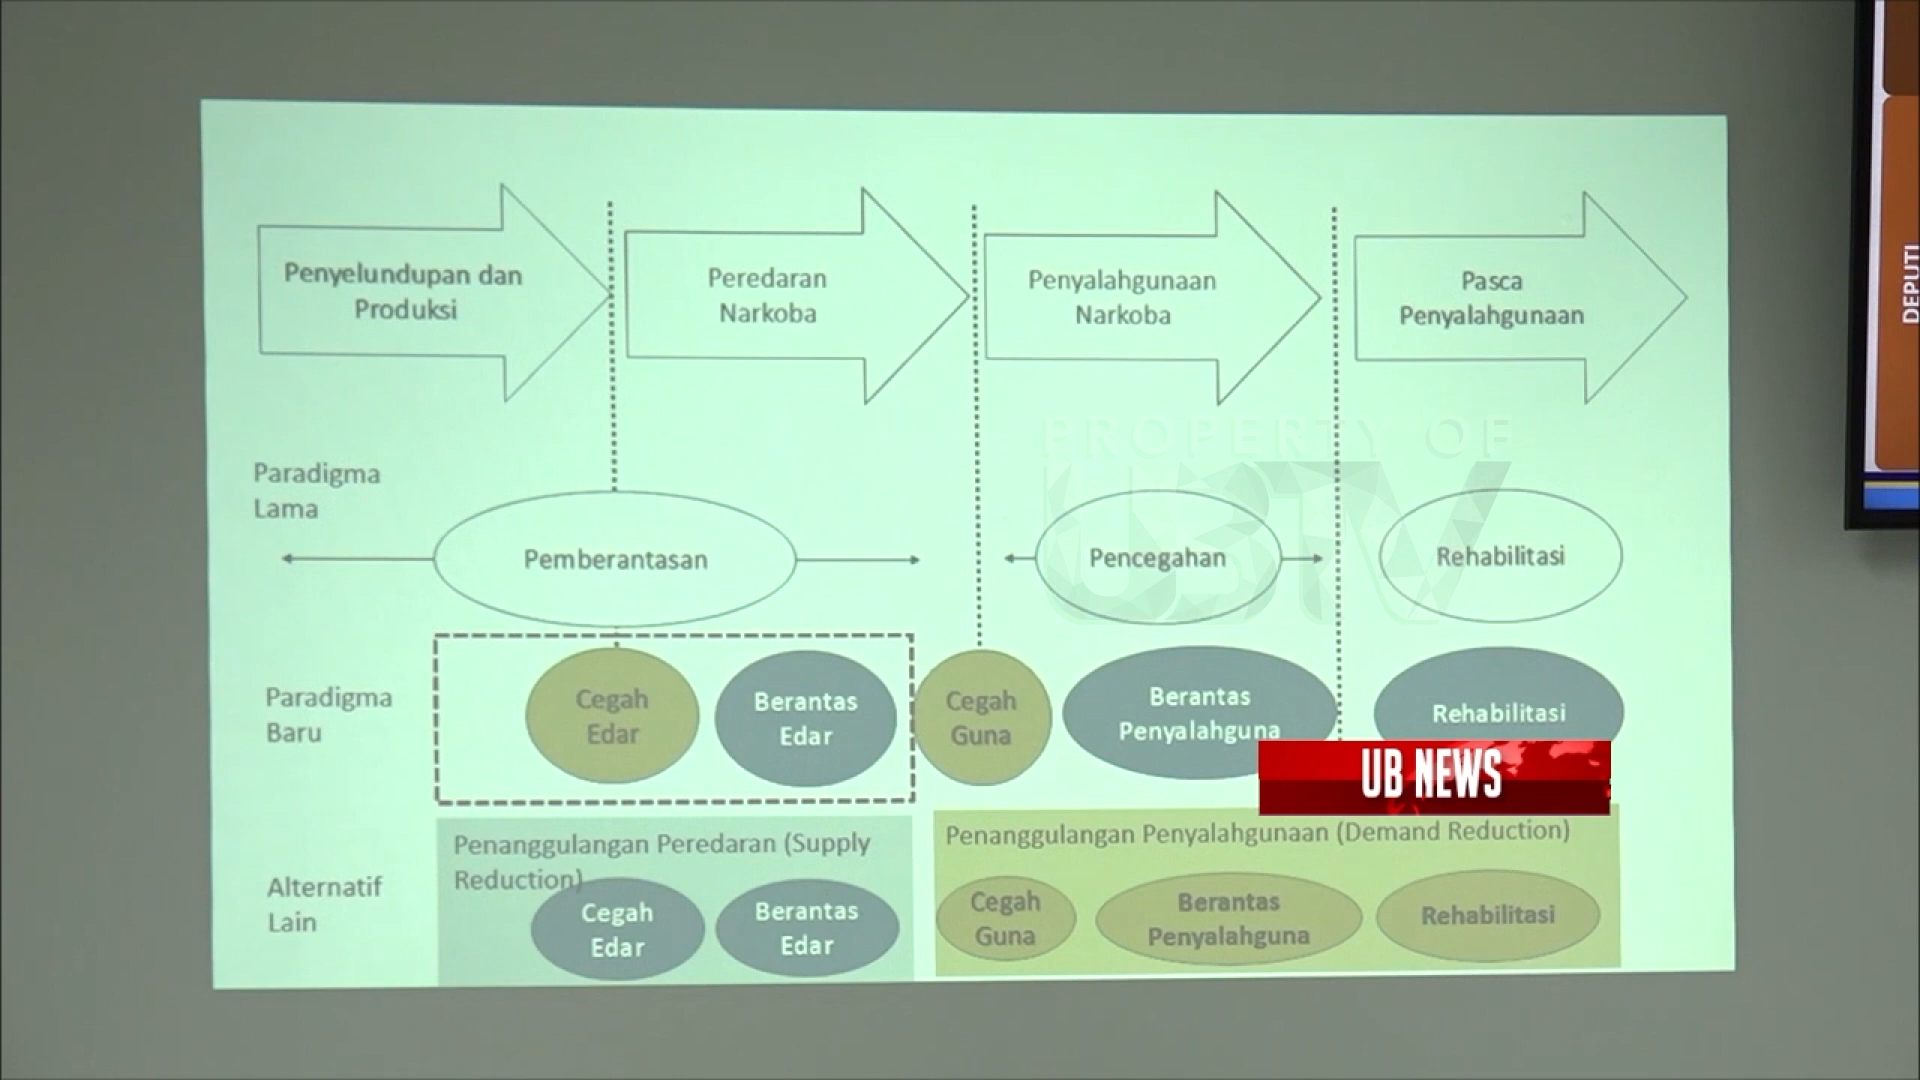 Penyelundupan dan
Produksi
Peredaran
Narkoba
Penyalahgunaan
Narkoba
Pasca
Penyalahgunaan
PROPERTY OF
UBTV
Paradigma
Lama
Pemberantasan
Pencegahan
Rehabilitasi
Paradigma
Baru
Cegah
Edar
Berantas
Edar
Cegah
Guna
Berantas
Penyalahguna
Rehabilitasi
UB NEWS
Alternatif
Lain
Penanggulangan Peredaran (Supply
Reduction)
Cegah
Edar
Berantas
Edar
Penanggulangan Penyalahgunaan (Demand Reduction)
Cegah
Guna
Berantas
Penyalahguna
Rehabilitasi
DEPUTI